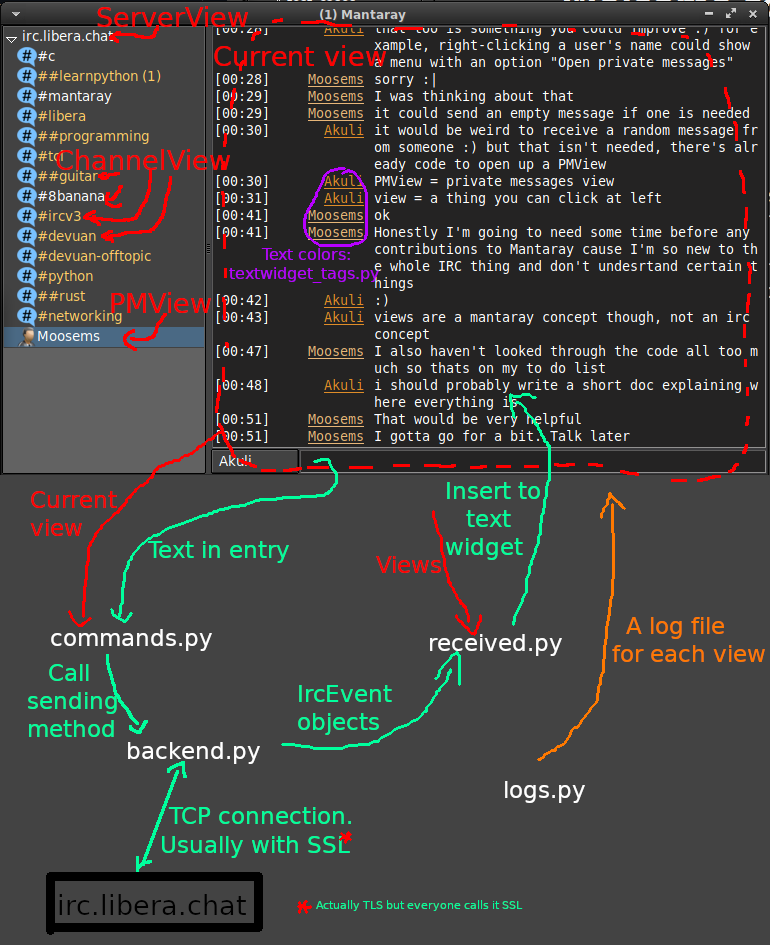 ServerView
(1) Mantaray
irc.libera.chat
#c
##learnpython (1)
#mantaray
#libera
##programming
#tcl
ChannelView
##guitar
#8banana
#ircv3
#devuan
#devuan-offtopic
#python
##rust
PMView
#networking
Moosems
Current view
Akuli that too is something you could improve :) for e
xample, right-clicking a user's name could show
a menu with an option "Open private messages"
[00:28] Moosems sorry :|
[00:29] Moosems I was thinking about that
[00:29] Moosems it could send an empty message if one is needed
[00:30] Akuli it would be weird to receive a random message fr
om someone :) but that isn't needed, there's alr
eady code to open up a PMView
[00:30] Akuli PMView = private messages view
[00:31] Akuli view = a thing you can click at left
[00:41] Moosems ok
[00:41] Moosems Honestly I'm going to need some time before any
contributions to Mantaray cause I'm so new to th
e whole IRC thing and don't undesrtand certain t
hings
Text colors:
textwidget_tags.py
[00:42] Akuli :)
[00:43] Akuli views are a mantaray concept though, not an irc
concept
[00:47] Moosems I also haven't looked through the code all too m
uch so thats on my to do list
[00:48] Akuli i should probably write a short doc explaining w
here everything is
[00:51] Moosems That would be very helpful
[00:51] Moosems I gotta go for a bit. Talk later
Akuli
Current
view
Text in entry
Insert to
text
widget
Views
commands.py
received.py
A log file
for each view
Call
sending
method
IrcEvent
objects
backend.py
logs.py
TCP connection.
Usually with SSL*
irc.libera.chat
* Actually TLS but everyone calls it SSL